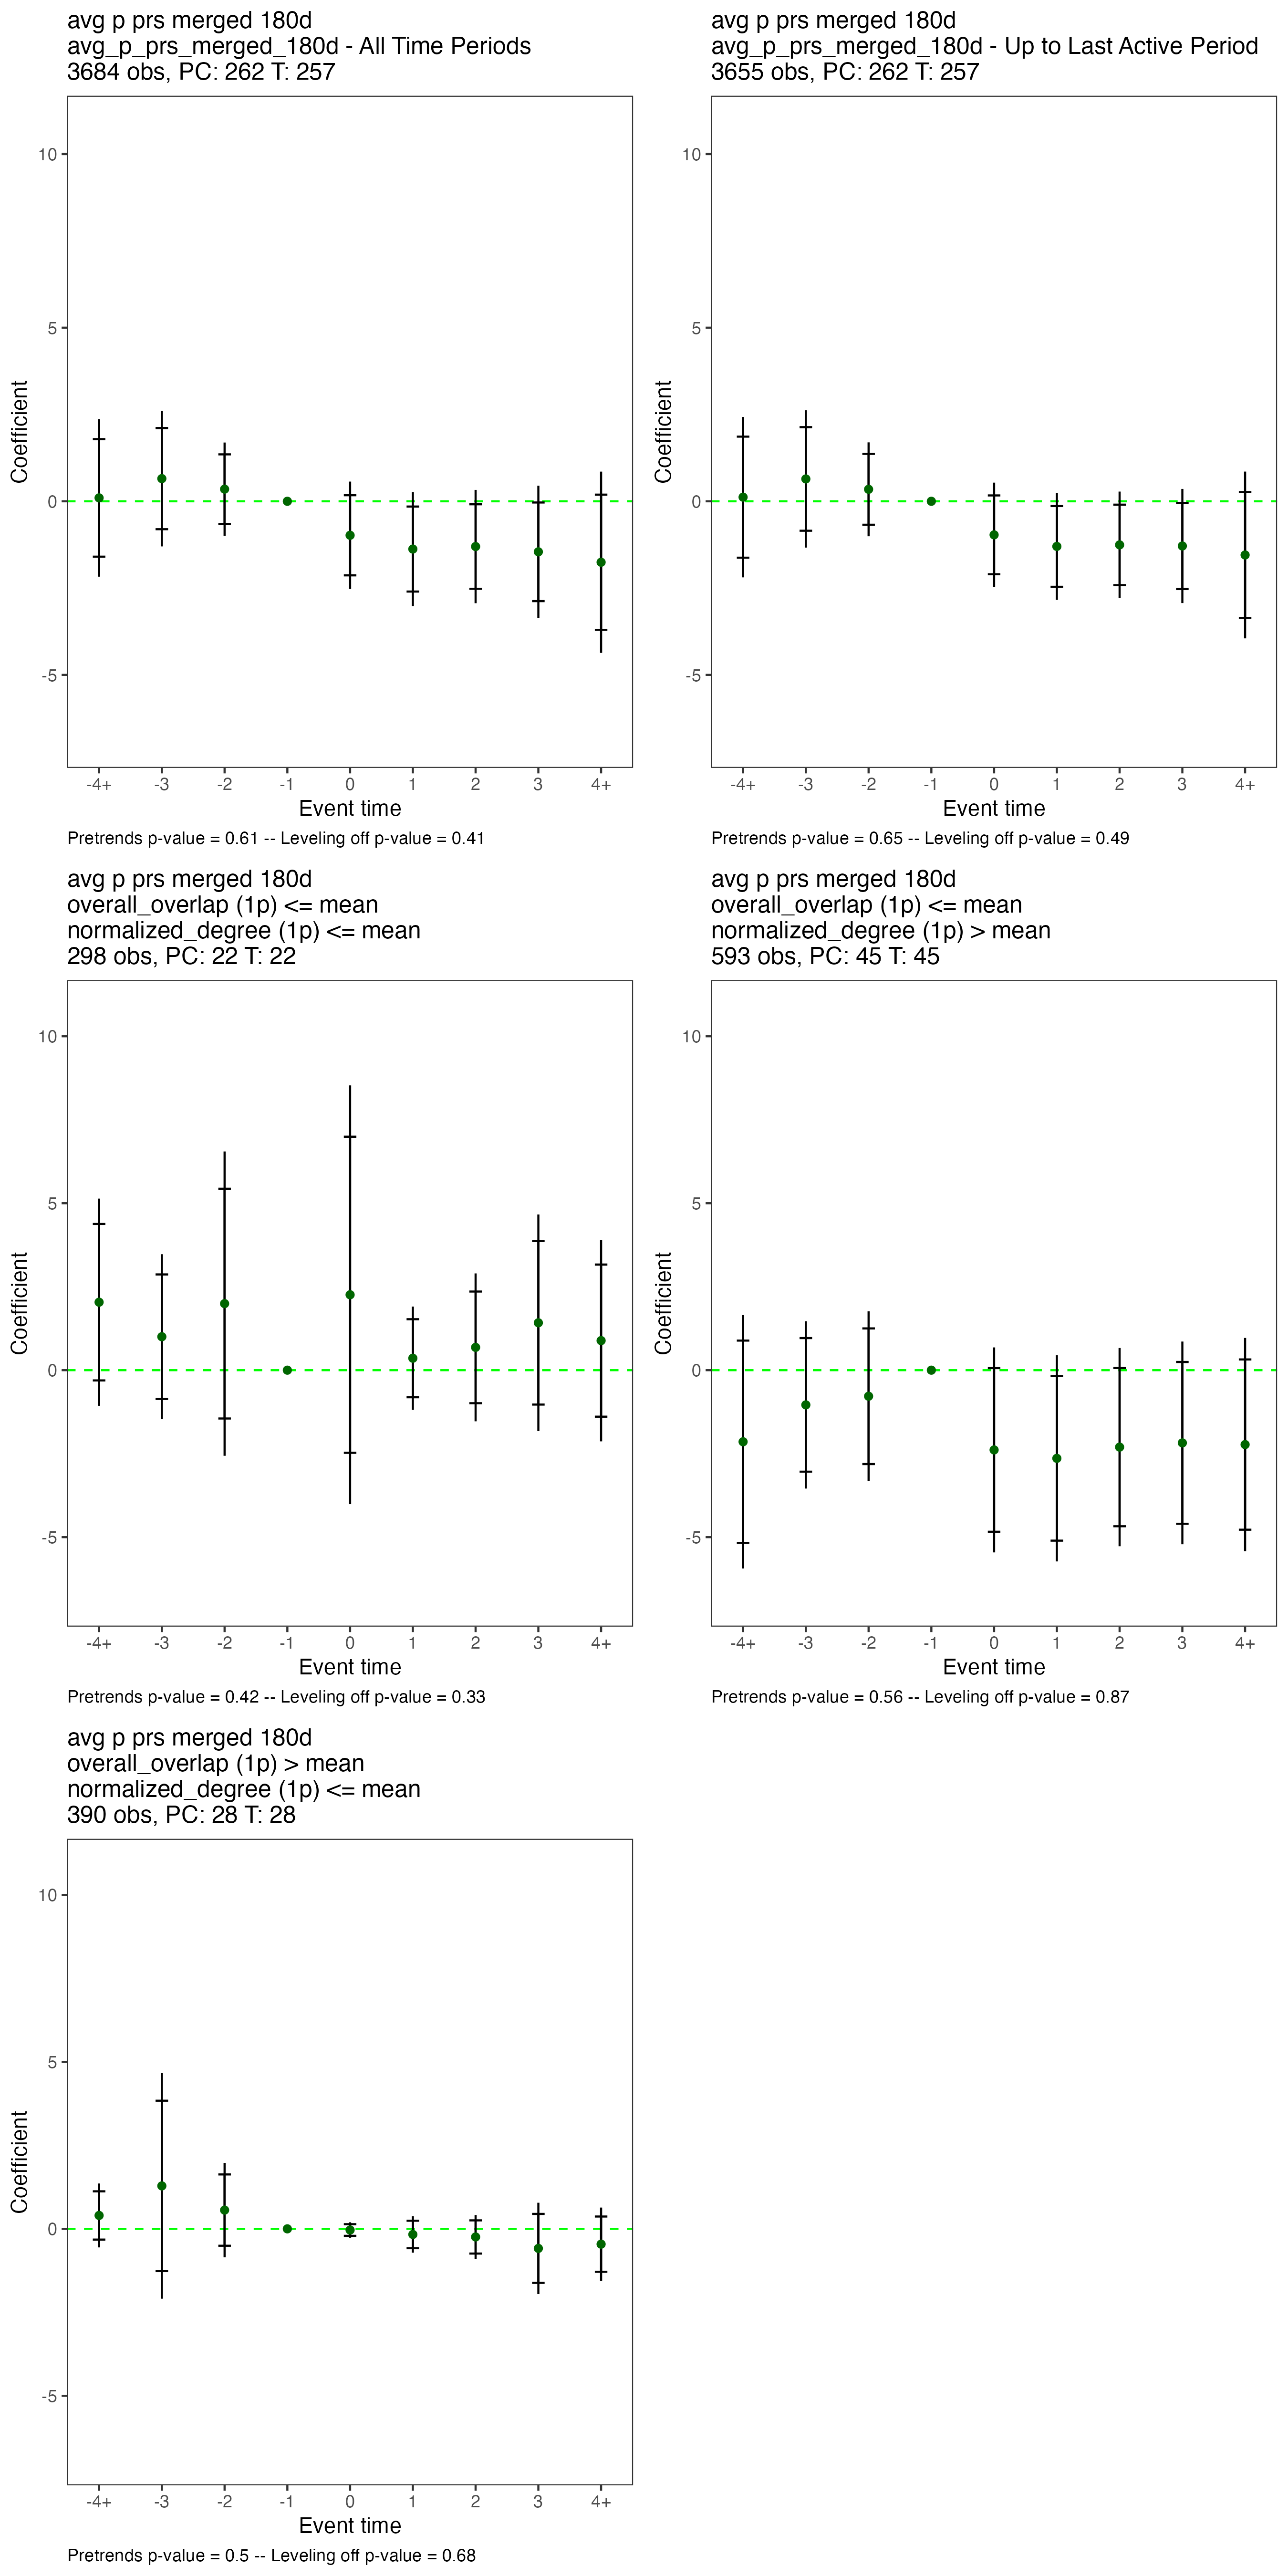 avg p prs merged 180d
avg_p_prs_merged_180d - All Time Periods
3684 obs, PC: 262 T: 257
10
5
0
-5
Coefficient
-4+ -3 -2 -1 0 1 2 3 4+
Event time
Pretrends p-value = 0.61 -- Leveling off p-value = 0.41
avg p prs merged 180d
avg_p_prs_merged_180d - Up to Last Active Period
3655 obs, PC: 262 T: 257
10
5
0
-5
Coefficient
-4+ -3 -2 -1 0 1 2 3 4+
Event time
Pretrends p-value = 0.65 -- Leveling off p-value = 0.49
avg p prs merged 180d
overall_overlap (1p) <= mean
normalized_degree (1p) <= mean
298 obs, PC: 22 T: 22
10
5
0
-5
Coefficient
-4+ -3 -2 -1 0 1 2 3 4+
Event time
Pretrends p-value = 0.42 -- Leveling off p-value = 0.33
avg p prs merged 180d
overall_overlap (1p) <= mean
normalized_degree (1p) > mean
593 obs, PC: 45 T: 45
10
5
0
-5
Coefficient
-4+ -3 -2 -1 0 1 2 3 4+
Event time
Pretrends p-value = 0.56 -- Leveling off p-value = 0.87
avg p prs merged 180d
overall_overlap (1p) > mean
normalized_degree (1p) <= mean
390 obs, PC: 28 T: 28
10
5
0
-5
Coefficient
-4+ -3 -2 -1 0 1 2 3 4+
Event time
Pretrends p-value = 0.5 -- Leveling off p-value = 0.68